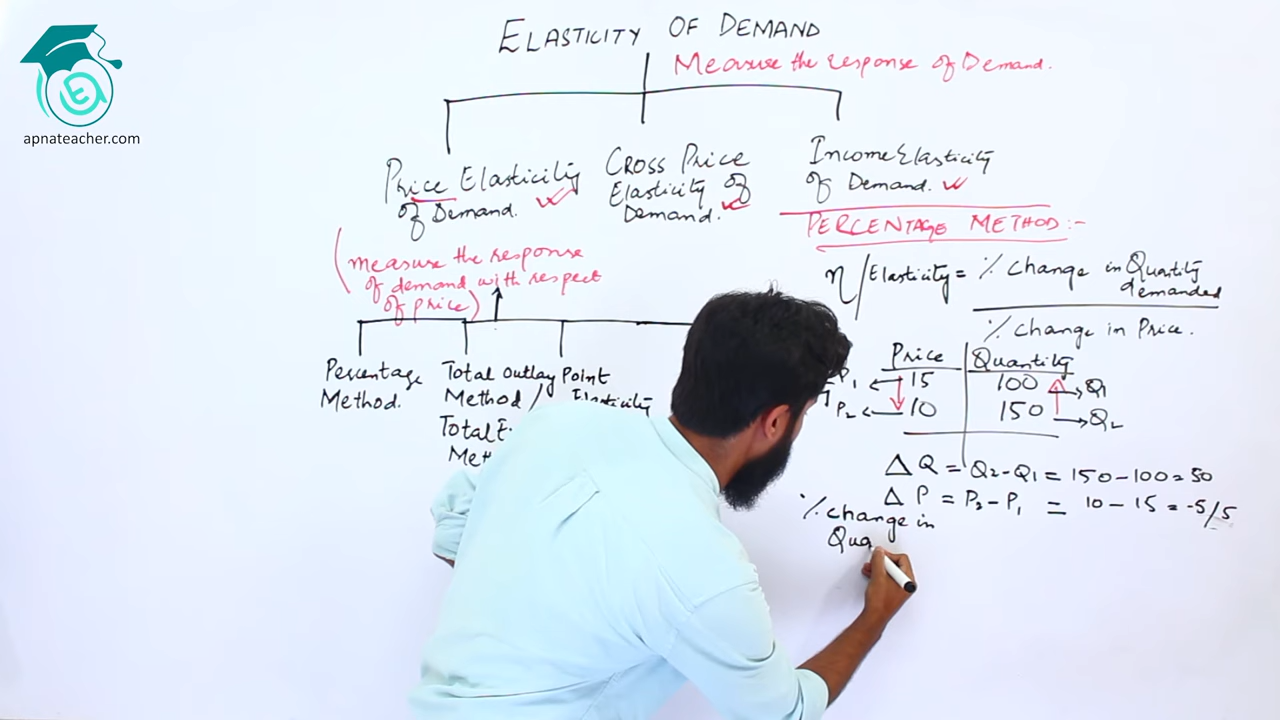 apnateacher.com
ELASTICITY OF DEMAND
Measure the response of Demand.
Price Elasticity
of Demand.
CROSS PRICE
Elasticity of
Demand.
Income Elasticity
of Demand.
(measure the response
of demand with respect
of price)
Percentage
Method.
Total Outlay
Method /
Total
Point
Elasticity
PERCENTAGE METHOD:-
η / Elasticity = % Change in Quantity
demanded
% Change in Price.
Price Quantity
P1 15 100 Q1
P2 10 150 Q2
Δ Q = Q2-Q1 = 150-100=50
Δ P = P2-P1 = 10-15=-5/5
% change in
Qua